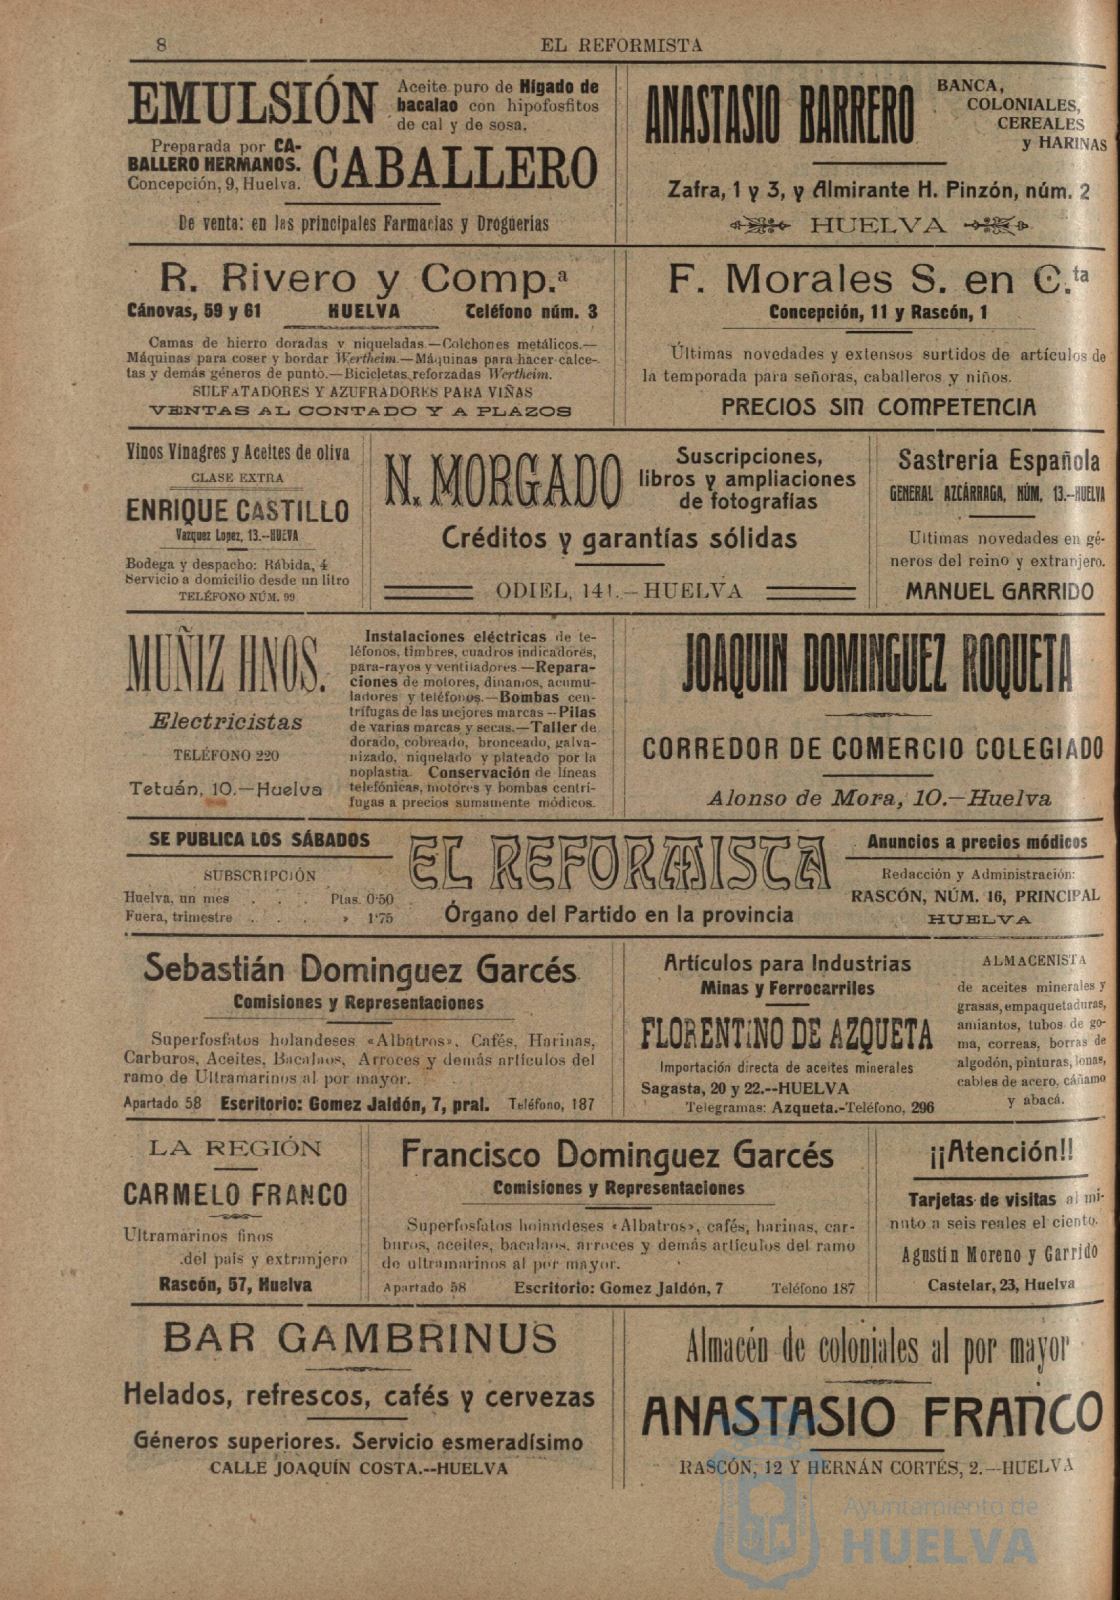 8
EL REFORMISTA
EMULSIÓN
Aceite puro de Hígado de
bacalao con hipofosfitos
de cal y de sosa.
Preparada por CA-
BALLERO HERMANOS.
Concepción, 9, Huelva.
CABALLERO
De venta: en las principales Farmacias y Droguerias
ANASTASIO BARRERO
BANCA,
COLONIALES,
CEREALES
y HARINAS
Zafra, 1 y 3, y Almirante H. Pinzón, núm. 2
HUELVA
R. Rivero y Comp.ª
Cánovas, 59 y 61 HUELVA Teléfono núm. 3
Camas de hierro doradas y niqueladas.—Colchones metálicos.—
Máquinas para coser y bordar Wertheim.—Máquinas para hacer calce-
tas y demás géneros de punto.—Bicicletas reforzadas Wertheim.
SULFATADORES Y AZUFRADORES PARA VIÑAS
VENTAS AL CONTADO Y A PLAZOS
F. Morales S. en C.ta
Concepción, 11 y Rascón, 1
Últimas novedades y extensos surtidos de artículos de
la temporada para señoras, caballeros y niños.
PRECIOS SIN COMPETENCIA
Vinos Vinagres y Aceites de oliva
CLASE EXTRA
ENRIQUE CASTILLO
Vazquez Lopez, 13.--HUEVA
Bodega y despacho: Rábida, 4
Servicio a domicilio desde un litro
TELÉFONO NÚM. 99
N. MORGADO
Suscripciones,
libros y ampliaciones
de fotografías
Créditos y garantías sólidas
ODIEL, 141.—HUELVA
Sastrería Española
GENERAL AZCÁRRAGA, NÚM. 13.—HUELVA
Ultimas novedades en gé-
neros del reino y extranjero.
MANUEL GARRIDO
MUÑIZ HNOS.
Electricistas
TELÉFONO 220
Tetuán, 10.—Huelva
Instalaciones eléctricas de te-
léfonos, timbres, cuadros indicadores,
para-rayos y ventiladores.—Repara-
ciones de motores, dinamos, acumu-
ladores y teléfonos.—Bombas cen-
trífugas de las mejores marcas—Pilas
de varias marcas y secas.—Taller de
dorado, cobreado, bronceado, galva-
nizado, niquelado y plateado por la
noplastia. Conservación de líneas
telefónicas, motores y bombas centrí-
fugas a precios sumamente módicos.
JOAQUIN DOMINGUEZ ROQUETA
CORREDOR DE COMERCIO COLEGIADO
Alonso de Mora, 10.—Huelva
SE PUBLICA LOS SÁBADOS
SUBSCRIPCIÓN
Huelva, un mes . . . Ptas. 0'50
Fuera, trimestre . . . » 1'75
EL REFORMISTA
Órgano del Partido en la provincia
Anuncios a precios módicos
Redacción y Administración:
RASCÓN, NÚM. 16, PRINCIPAL
HUELVA
Sebastián Dominguez Garcés
Comisiones y Representaciones
Superfosfatos holandeses «Albatros», Cafés, Harinas,
Carburos, Aceites, Bacalaos, Arroces y demás artículos del
ramo de Ultramarinos al por mayor.
Apartado 58 Escritorio: Gomez Jaldón, 7, pral. Teléfono, 187
Artículos para Industrias
Minas y Ferrocarriles
FLORENTINO DE AZQUETA
Importación directa de aceites minerales
Sagasta, 20 y 22.--HUELVA
Telegramas: Azqueta.-Teléfono, 296
ALMACENISTA
de aceites minerales y
grasas, empaquetaduras,
amiantos, tubos de go-
ma, correas, borras de
algodón, pinturas, lonas,
cables de acero, cáñamo
y abacá.
LA REGIÓN
CARMELO FRANCO
Ultramarinos finos
del país y extranjero
Rascón, 57, Huelva
Francisco Dominguez Garcés
Comisiones y Representaciones
Superfosfatos hoiandeses «Albatros», cafés, harinas, car-
buros, aceites, bacalaos, arroces y demás artículos del ramo
de ultramarinos al por mayor.
Apartado 58 Escritorio: Gomez Jaldón, 7 Teléfono 187
¡¡Atención!!
Tarjetas de visitas al mi-
nuto a seis reales el ciento.
Agustin Moreno y Garrido
Castelar, 23, Huelva
BAR GAMBRINUS
Helados, refrescos, cafés y cervezas
Géneros superiores. Servicio esmeradísimo
CALLE JOAQUÍN COSTA.--HUELVA
Almacén de coloniales al por mayor
ANASTASIO FRANCO
RASCÓN, 12 Y HERNÁN CORTÉS, 2.—HUELVA
Ayuntamiento de
HUELVA